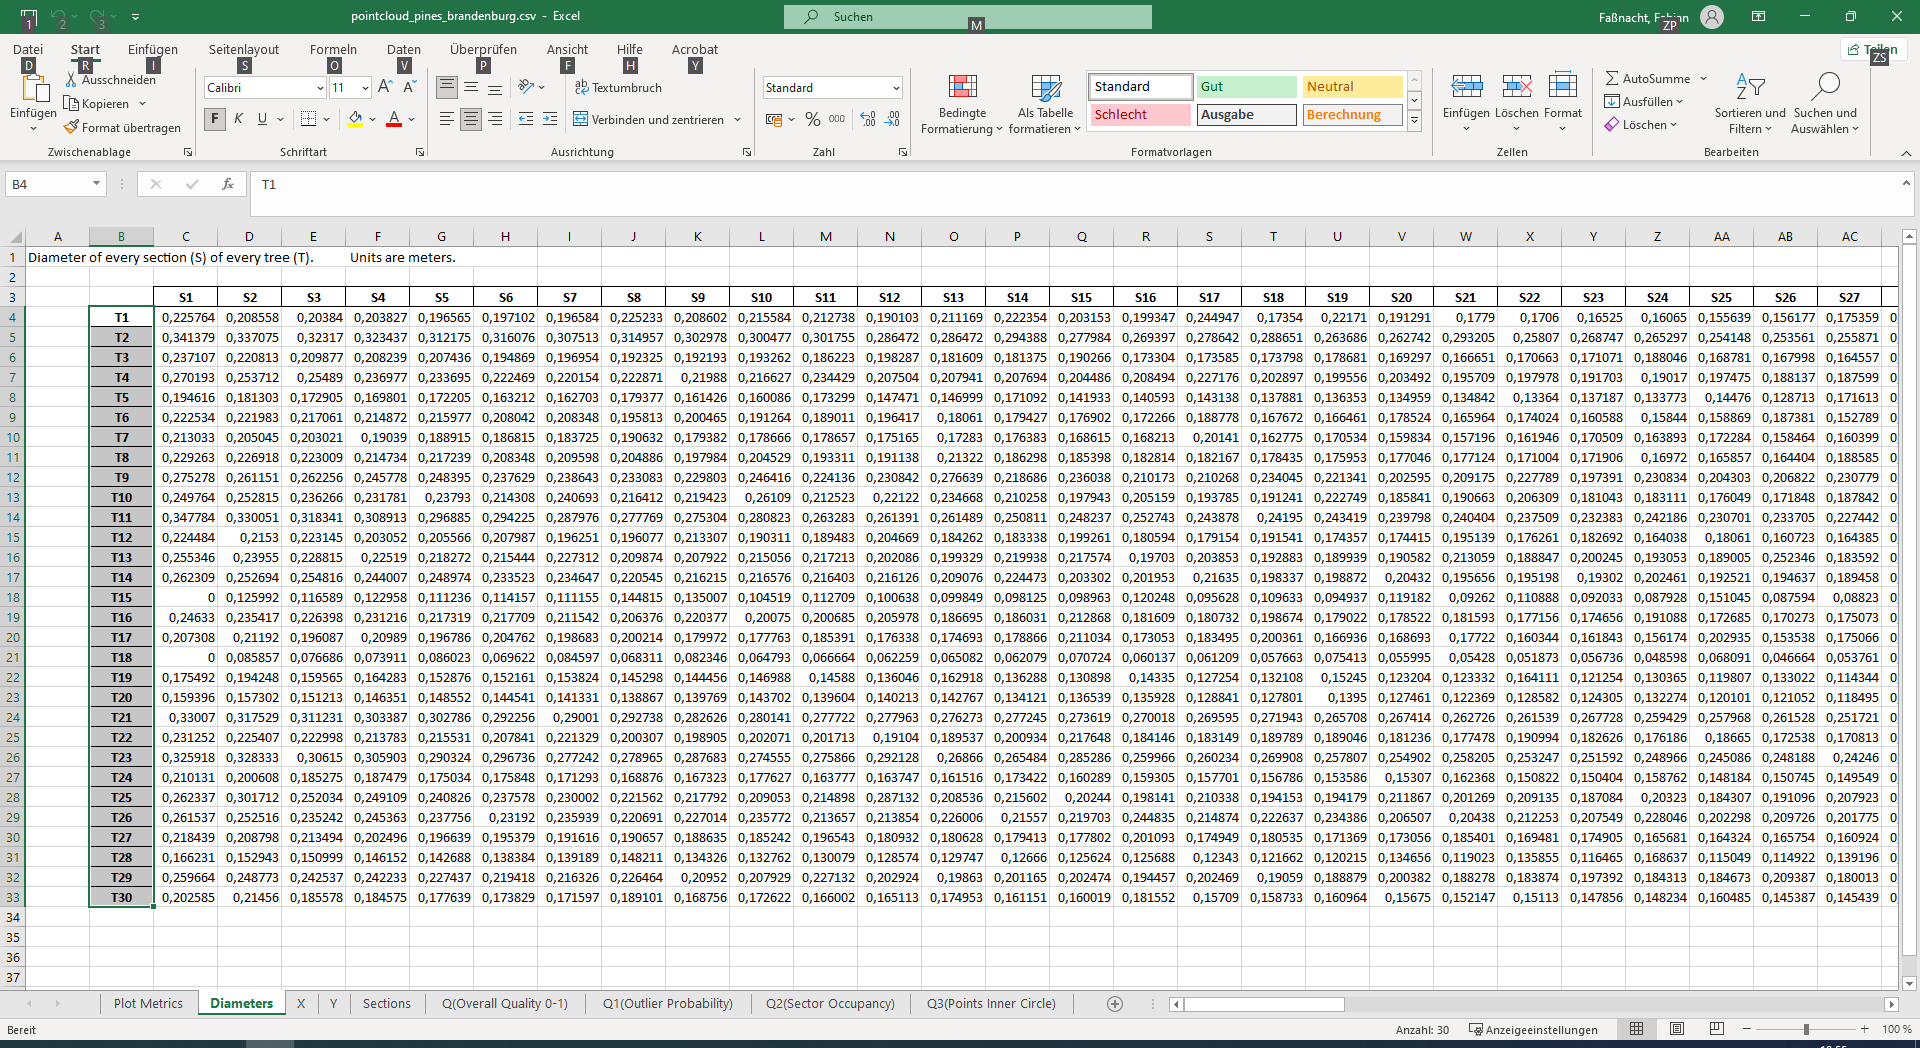 pointcloud_pines_brandenburg.csv - Excel
Suchen
Faßnacht, Fabian
1 2 3 M ZP
Datei Start Einfügen Seitenlayout Formeln Daten Überprüfen Ansicht Hilfe Acrobat Teilen
D R I S O V P F H Y ZS
Einfügen
Ausschneiden
Kopieren
Format übertragen
Zwischenablage
Calibri 11
F K U
Schriftart
Textumbruch
Verbinden und zentrieren
Ausrichtung
Standard
% 000
Zahl
Bedingte Formatierung
Als Tabelle formatieren
Standard Gut Neutral
Schlecht Ausgabe Berechnung
Formatvorlagen
Einfügen Löschen Format
Zellen
AutoSumme
Ausfüllen
Löschen
Sortieren und Filtern
Suchen und Auswählen
Bearbeiten
B4 fx T1
A B C D E F G H I J K L M N O P Q R S T U V W X Y Z AA AB AC
1 Diameter of every section (S) of every tree (T). Units are meters.
2
3 S1 S2 S3 S4 S5 S6 S7 S8 S9 S10 S11 S12 S13 S14 S15 S16 S17 S18 S19 S20 S21 S22 S23 S24 S25 S26 S27
4 T1 0,225764 0,208558 0,20384 0,203827 0,196565 0,197102 0,196584 0,225233 0,208602 0,215584 0,212738 0,190103 0,211169 0,222354 0,203153 0,199347 0,244947 0,17354 0,22171 0,191291 0,1779 0,1706 0,16525 0,16065 0,155639 0,156177 0,175359 0,
5 T2 0,341379 0,337075 0,32317 0,323437 0,312175 0,316076 0,307513 0,314957 0,302978 0,300477 0,301755 0,286472 0,286472 0,294388 0,277984 0,269397 0,278642 0,288651 0,263686 0,262742 0,293205 0,25807 0,268747 0,265297 0,254148 0,253561 0,255871 0,
6 T3 0,237107 0,220813 0,209877 0,208239 0,207436 0,194869 0,196954 0,192325 0,192193 0,193262 0,186223 0,198287 0,181609 0,181375 0,190266 0,173304 0,173585 0,173798 0,178681 0,169297 0,166651 0,170663 0,171071 0,188046 0,168781 0,167998 0,164557 0,
7 T4 0,270193 0,253712 0,25489 0,236977 0,233695 0,222469 0,220154 0,222871 0,21988 0,216627 0,234429 0,207504 0,207941 0,207694 0,204486 0,208494 0,227176 0,202897 0,199556 0,203492 0,195709 0,197978 0,191703 0,19017 0,197475 0,188137 0,187599 0,
8 T5 0,194616 0,181303 0,172905 0,169801 0,172205 0,163212 0,162703 0,179377 0,161426 0,160086 0,173299 0,147471 0,146999 0,171092 0,141933 0,140593 0,143138 0,137881 0,136353 0,134959 0,134842 0,13364 0,137187 0,133773 0,14476 0,128713 0,171613 0,
9 T6 0,222534 0,221983 0,217061 0,214872 0,215977 0,208042 0,208348 0,195813 0,200465 0,191264 0,189011 0,196417 0,18061 0,179427 0,176902 0,172266 0,188778 0,167672 0,166461 0,178524 0,165964 0,174024 0,160588 0,15844 0,158869 0,187381 0,152789 0,
10 T7 0,213033 0,205045 0,203021 0,19039 0,188915 0,186815 0,183725 0,190632 0,179382 0,178666 0,178657 0,175165 0,17283 0,176383 0,168615 0,168213 0,20141 0,162775 0,170534 0,159834 0,157196 0,161946 0,170509 0,163893 0,172284 0,158464 0,160399 0,
11 T8 0,229263 0,226918 0,223009 0,214734 0,217239 0,208348 0,209598 0,204886 0,197984 0,204529 0,193311 0,191138 0,21322 0,186298 0,185398 0,182814 0,182167 0,178435 0,175953 0,177046 0,177124 0,171004 0,171906 0,16972 0,165857 0,164404 0,188585 0,
12 T9 0,275278 0,261151 0,262256 0,245778 0,248395 0,237629 0,238643 0,233083 0,229803 0,246416 0,224136 0,230842 0,276639 0,218686 0,236038 0,210173 0,210268 0,234045 0,221341 0,202595 0,209175 0,227789 0,197391 0,230834 0,204303 0,206822 0,230779 0,
13 T10 0,249764 0,252815 0,236266 0,231781 0,23793 0,214308 0,240693 0,216412 0,219423 0,26109 0,212523 0,22122 0,234668 0,210258 0,197943 0,205159 0,193785 0,191241 0,222749 0,185841 0,190663 0,206309 0,181043 0,183111 0,176049 0,171848 0,187842 0,
14 T11 0,347784 0,330051 0,318341 0,308913 0,296885 0,294225 0,287976 0,277769 0,275304 0,280823 0,263283 0,261391 0,261489 0,250811 0,248237 0,252743 0,243878 0,24195 0,243419 0,239798 0,240404 0,237509 0,232383 0,242186 0,230701 0,233705 0,227442 0,
15 T12 0,224484 0,2153 0,223145 0,203052 0,205566 0,207987 0,196251 0,196077 0,213307 0,190311 0,189483 0,204669 0,184262 0,183338 0,199261 0,180594 0,179154 0,191541 0,174357 0,174415 0,195139 0,176261 0,182692 0,164038 0,18061 0,160723 0,164385 0,
16 T13 0,255346 0,23955 0,228815 0,22519 0,218272 0,215444 0,227312 0,209874 0,207922 0,215056 0,217213 0,202086 0,199329 0,219938 0,217574 0,19703 0,203853 0,192883 0,189939 0,190582 0,213059 0,188847 0,200245 0,193053 0,189005 0,252346 0,183592 0,
17 T14 0,262309 0,252694 0,254816 0,244007 0,248974 0,233523 0,234647 0,220545 0,216215 0,216576 0,216403 0,216126 0,209076 0,224473 0,203302 0,201953 0,21635 0,198337 0,198872 0,20432 0,195656 0,195198 0,19302 0,202461 0,192521 0,194637 0,189458 0,
18 T15 0 0,125992 0,116589 0,122958 0,111236 0,114157 0,111155 0,144815 0,135007 0,104519 0,112709 0,100638 0,099849 0,098125 0,098963 0,120248 0,095628 0,109633 0,094937 0,119182 0,09262 0,110888 0,092033 0,087928 0,151045 0,087594 0,08823 0,
19 T16 0,24633 0,235417 0,226398 0,231216 0,217319 0,217709 0,211542 0,206376 0,220377 0,20075 0,200685 0,205978 0,186695 0,186031 0,212868 0,181609 0,180732 0,198674 0,179022 0,178522 0,181593 0,177156 0,174656 0,191088 0,172685 0,170273 0,175073 0,
20 T17 0,207308 0,21192 0,196087 0,20989 0,196786 0,204762 0,198683 0,200214 0,179972 0,177763 0,185391 0,176338 0,174693 0,178866 0,211034 0,173053 0,183495 0,200361 0,166936 0,168693 0,17722 0,160344 0,161843 0,156174 0,202935 0,153538 0,175066 0,
21 T18 0 0,085857 0,076686 0,073911 0,086023 0,069622 0,084597 0,068311 0,082346 0,064793 0,066664 0,062259 0,065082 0,062079 0,070724 0,060137 0,061209 0,057663 0,075413 0,055995 0,05428 0,051873 0,056736 0,048598 0,068091 0,046664 0,053761 0,
22 T19 0,175492 0,194248 0,159565 0,164283 0,152876 0,152161 0,153824 0,145298 0,144456 0,146988 0,14588 0,136046 0,162918 0,136288 0,130898 0,14335 0,127254 0,132108 0,15245 0,123204 0,123332 0,164111 0,121254 0,130365 0,119807 0,133022 0,114344 0,
23 T20 0,159396 0,157302 0,151213 0,146351 0,148552 0,144541 0,141331 0,138867 0,139769 0,143702 0,139604 0,140213 0,142767 0,134121 0,136539 0,135928 0,128841 0,127801 0,1395 0,127461 0,122369 0,128582 0,124305 0,132274 0,120101 0,121052 0,118495 0,
24 T21 0,33007 0,317529 0,311231 0,303387 0,302786 0,292256 0,29001 0,292738 0,282626 0,280141 0,277722 0,277963 0,276273 0,277245 0,273619 0,270018 0,269595 0,271943 0,265708 0,267414 0,262726 0,261539 0,267728 0,259429 0,257968 0,261528 0,251721 0,
25 T22 0,231252 0,225407 0,222998 0,213783 0,215531 0,207841 0,221329 0,200307 0,198905 0,202071 0,201713 0,19104 0,189537 0,200934 0,217648 0,184146 0,183149 0,189789 0,189046 0,181236 0,177478 0,190994 0,182626 0,176186 0,18665 0,172538 0,170813 0,
26 T23 0,325918 0,328333 0,30615 0,305903 0,290324 0,296736 0,277242 0,278965 0,287683 0,274555 0,275866 0,292128 0,26866 0,265484 0,285286 0,259966 0,260234 0,269908 0,257807 0,254902 0,258205 0,253247 0,251592 0,248966 0,245086 0,248188 0,24246 0,
27 T24 0,210131 0,200608 0,185275 0,187479 0,175034 0,175848 0,171293 0,168876 0,167323 0,177627 0,163777 0,163747 0,161516 0,173422 0,160289 0,159305 0,157701 0,156786 0,153586 0,15307 0,162368 0,150822 0,150404 0,158762 0,148184 0,150745 0,149549 0,
28 T25 0,262337 0,301712 0,252034 0,249109 0,240826 0,237578 0,230002 0,221562 0,217792 0,209053 0,214898 0,287132 0,208536 0,215602 0,20244 0,198141 0,210338 0,194153 0,194179 0,211867 0,201269 0,209135 0,187084 0,20323 0,184307 0,191096 0,207923 0,
29 T26 0,261537 0,252516 0,235242 0,245363 0,237756 0,23192 0,235939 0,220691 0,227014 0,235772 0,213657 0,213854 0,226006 0,21557 0,219703 0,244835 0,214874 0,222637 0,234386 0,206507 0,20438 0,212253 0,207549 0,228046 0,202298 0,209726 0,201775 0,
30 T27 0,218439 0,208798 0,213494 0,202496 0,196639 0,195379 0,191616 0,190657 0,188635 0,185242 0,196543 0,180932 0,180628 0,179413 0,177802 0,201093 0,174949 0,180535 0,171369 0,173056 0,185401 0,169481 0,174905 0,165681 0,164324 0,165754 0,160924 0,
31 T28 0,166231 0,152943 0,150999 0,146152 0,142688 0,138384 0,139189 0,148211 0,134326 0,132762 0,130079 0,128574 0,129747 0,12666 0,125624 0,125688 0,12343 0,121662 0,120215 0,134656 0,119023 0,135855 0,116465 0,168637 0,115049 0,114922 0,139196 0,
32 T29 0,259664 0,248773 0,242537 0,242233 0,227437 0,219418 0,216326 0,226464 0,20952 0,207929 0,227132 0,202924 0,19863 0,201165 0,202474 0,194457 0,202469 0,19059 0,188879 0,200382 0,188278 0,183874 0,197392 0,184313 0,184673 0,209387 0,180013 0,
33 T30 0,202585 0,21456 0,185578 0,184575 0,177639 0,173829 0,171597 0,189101 0,168756 0,172622 0,166002 0,165113 0,174953 0,161151 0,160019 0,181552 0,15709 0,158733 0,160964 0,15675 0,152147 0,15113 0,147856 0,148234 0,160485 0,145387 0,145439 0,
34
35
36
37
Plot Metrics Diameters X Y Sections Q(Overall Quality 0-1) Q1(Outlier Probability) Q2(Sector Occupancy) Q3(Points Inner Circle)
Bereit Anzahl: 30 Anzeigeeinstellungen 100 %